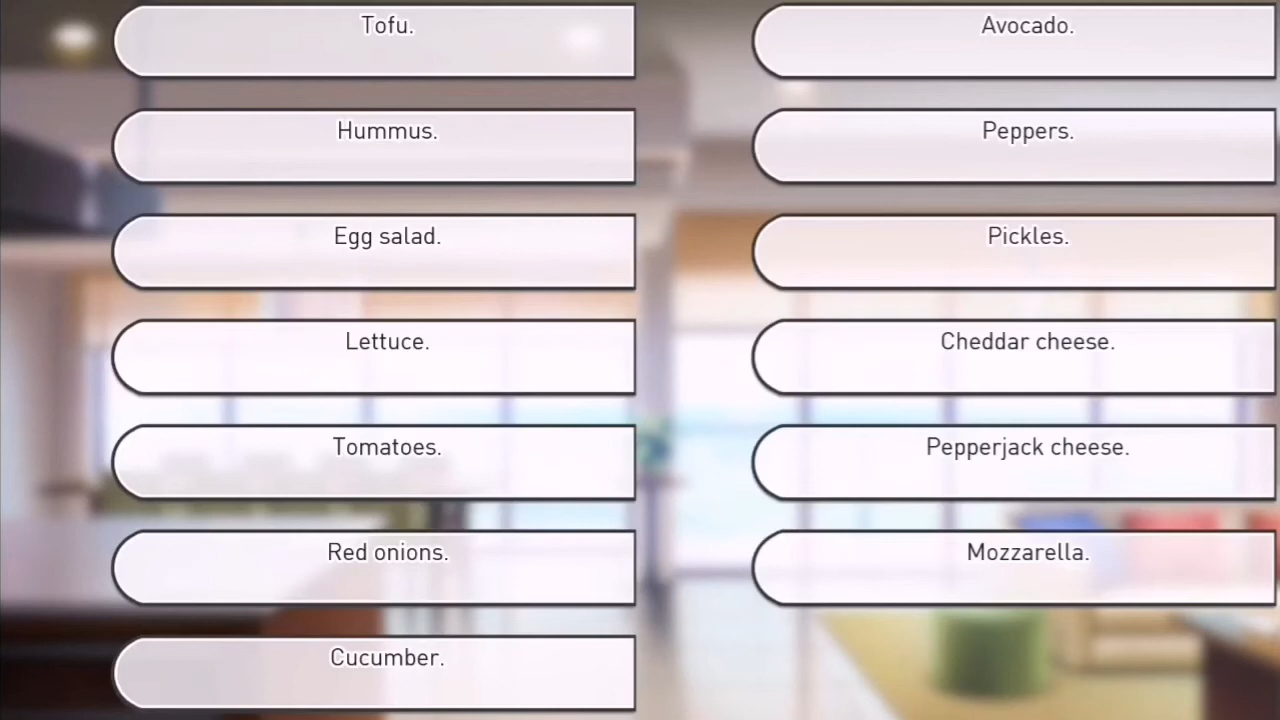 Tofu.
Hummus.
Egg salad.
Lettuce.
Tomatoes.
Red onions.
Cucumber.
Avocado.
Peppers.
Pickles.
Cheddar cheese.
Pepperjack cheese.
Mozzarella.